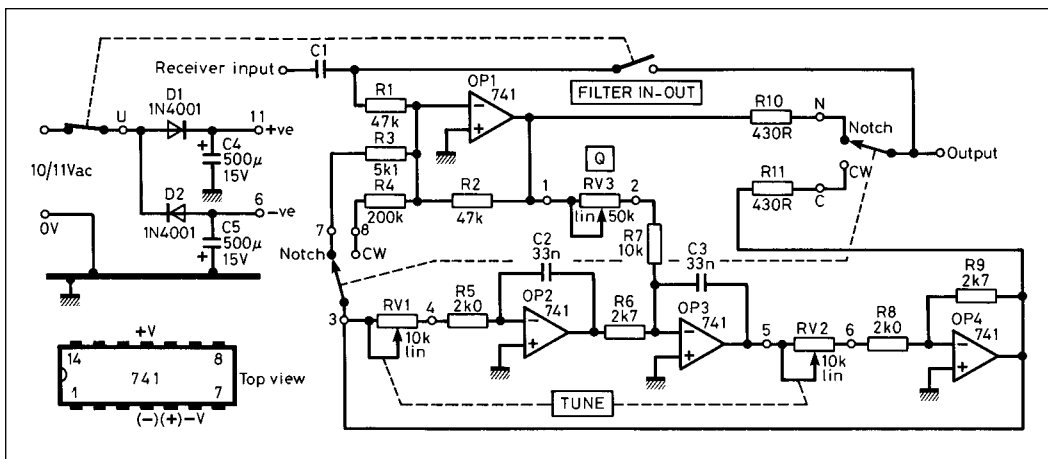 C1
Receiver input
OP1
741
FILTER IN-OUT
R1
47k
D1
1N4001
U
11
+ve
+
C4
500µ
15V
10/11Vac
D2
1N4001
6
-ve
C5
500µ
15V
+
0V
R3
5k1
R4
200k
R2
47k
7
8
CW
Notch
3
Q
1
RV3
2
lin
50k
R7
10k
R10
430R
N
Notch
Output
CW
R11
430R
C
N
C2
33n
C3
33n
RV1
4
10k
lin
R5
2k0
OP2
741
R6
2k7
OP3
741
5
RV2
6
10k
lin
R8
2k0
R9
2k7
OP4
741
TUNE
+V
14
8
741
Top view
1
7
(-)(+)-V